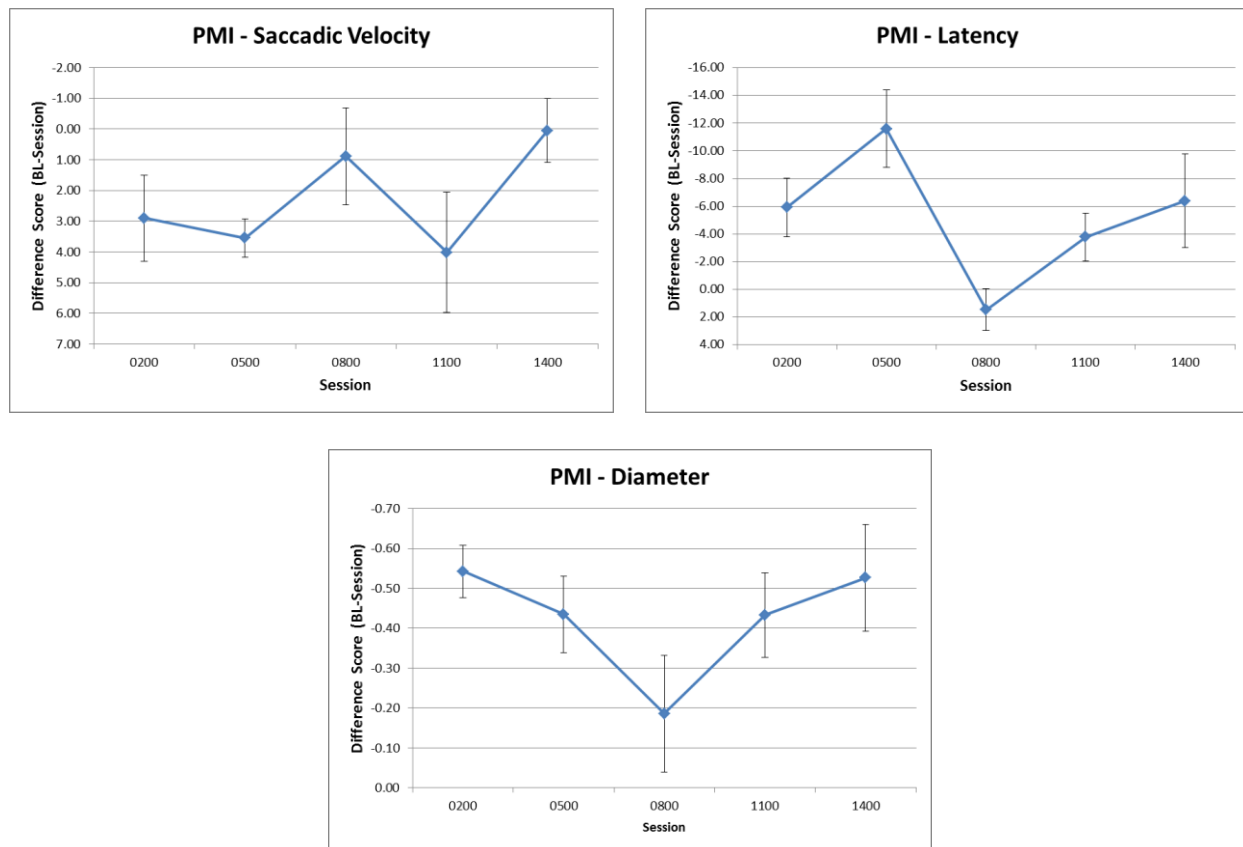 PMI - Saccadic Velocity
Difference Score (BL-Session)
-2.00
-1.00
0.00
1.00
2.00
3.00
4.00
5.00
6.00
7.00
0200 0500 0800 1100 1400
Session
PMI - Latency
Difference Score (BL-Session)
-16.00
-14.00
-12.00
-10.00
-8.00
-6.00
-4.00
-2.00
0.00
2.00
4.00
0200 0500 0800 1100 1400
Session
PMI - Diameter
Difference Score (BL-Session)
-0.70
-0.60
-0.50
-0.40
-0.30
-0.20
-0.10
0.00
0200 0500 0800 1100 1400
Session